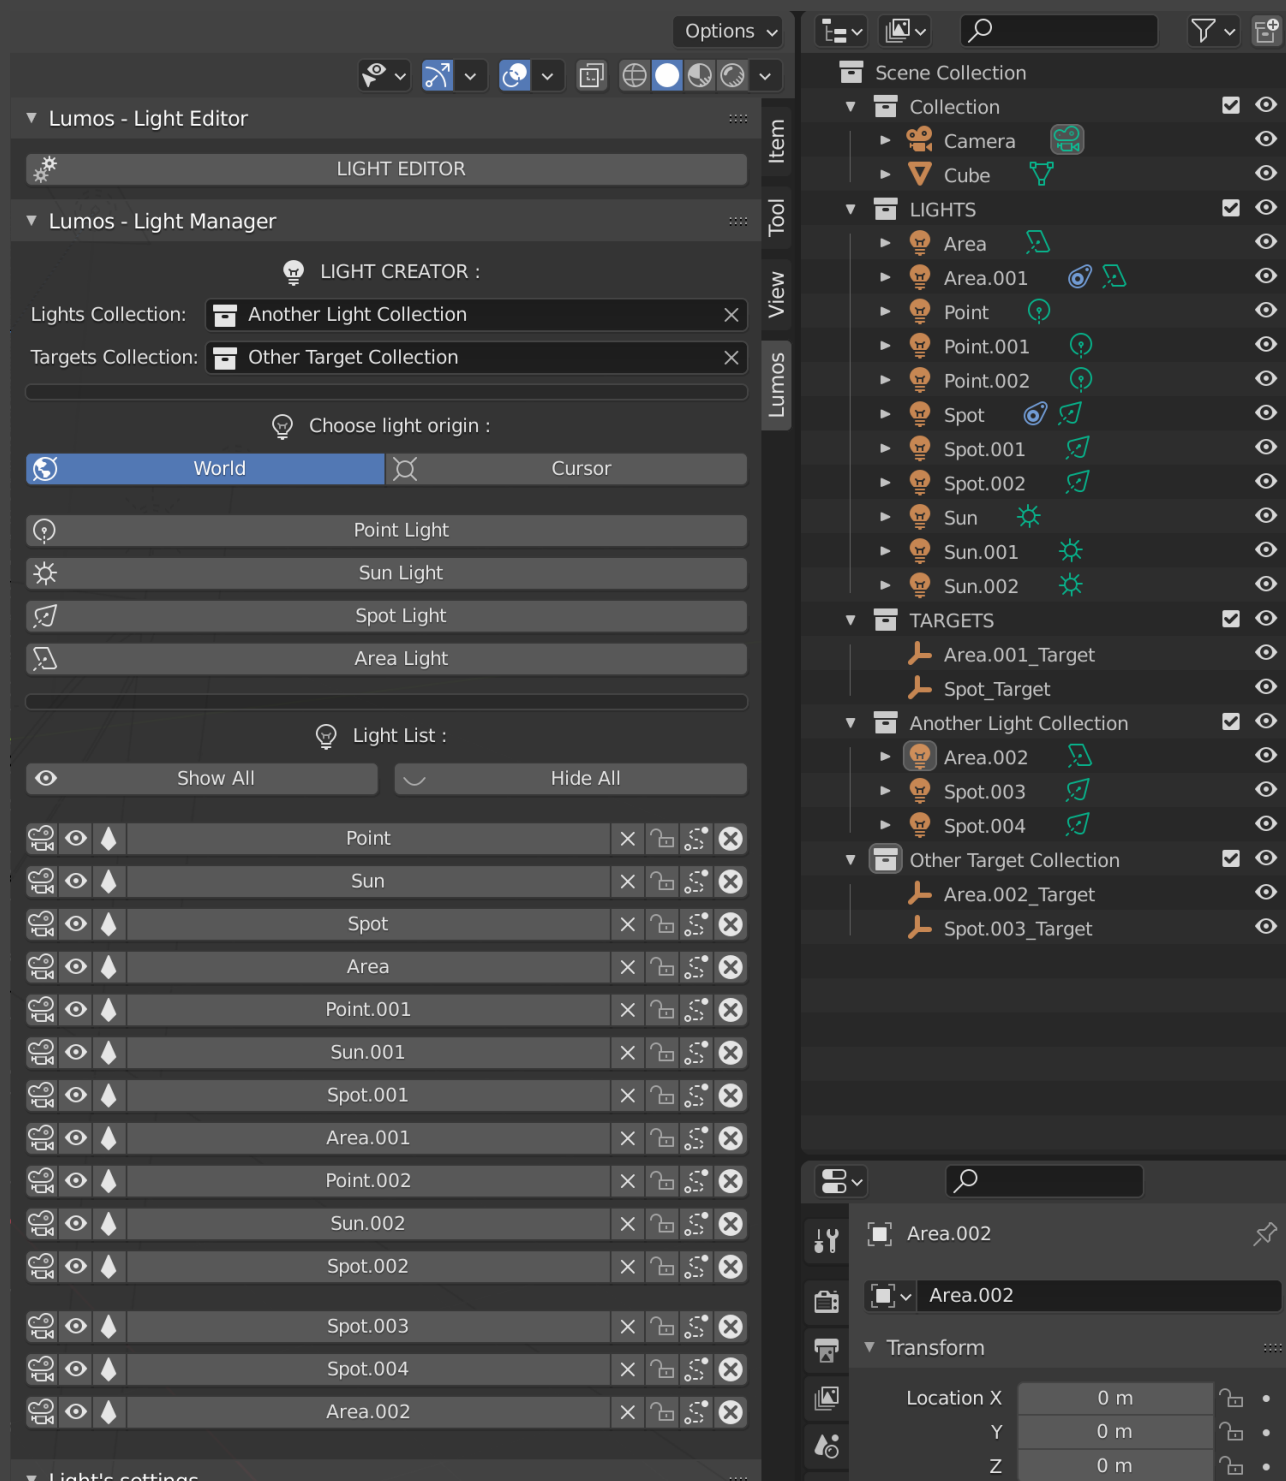 Options
Lumos - Light Editor
LIGHT EDITOR
Lumos - Light Manager
LIGHT CREATOR :
Lights Collection: Another Light Collection
Targets Collection: Other Target Collection
Choose light origin :
World Cursor
Point Light
Sun Light
Spot Light
Area Light
Light List :
Show All Hide All
Point
Sun
Spot
Area
Point.001
Sun.001
Spot.001
Area.001
Point.002
Sun.002
Spot.002
Spot.003
Spot.004
Area.002
Light's settings
Item
Tool
View
Lumos
Scene Collection
Collection
Camera
Cube
LIGHTS
Area
Area.001
Point
Point.001
Point.002
Spot
Spot.001
Spot.002
Sun
Sun.001
Sun.002
TARGETS
Area.001_Target
Spot_Target
Another Light Collection
Area.002
Spot.003
Spot.004
Other Target Collection
Area.002_Target
Spot.003_Target
Area.002
Area.002
Transform
Location X 0 m
Y 0 m
Z 0 m